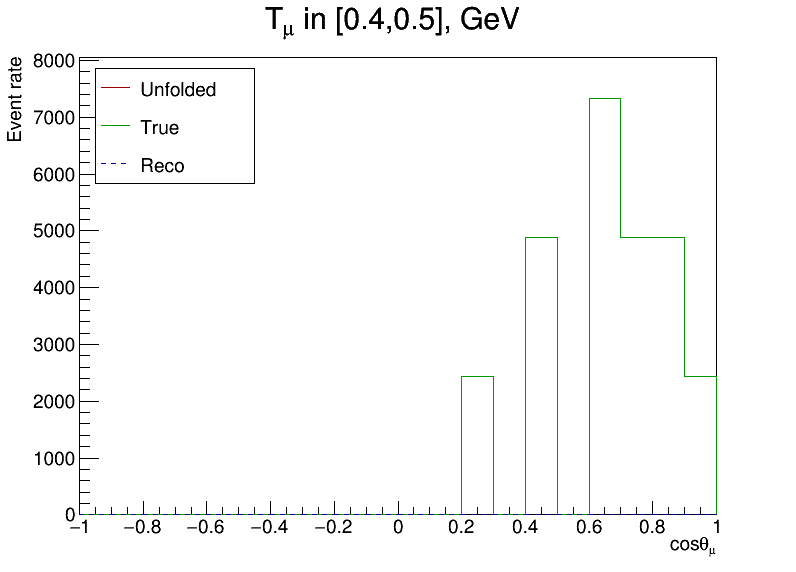 Tμ in [0.4,0.5], GeV
Event rate
8000
7000
6000
5000
4000
3000
2000
1000
0
Unfolded
True
Reco
−1 −0.8 −0.6 −0.4 −0.2 0 0.2 0.4 0.6 0.8 1
cosθμ